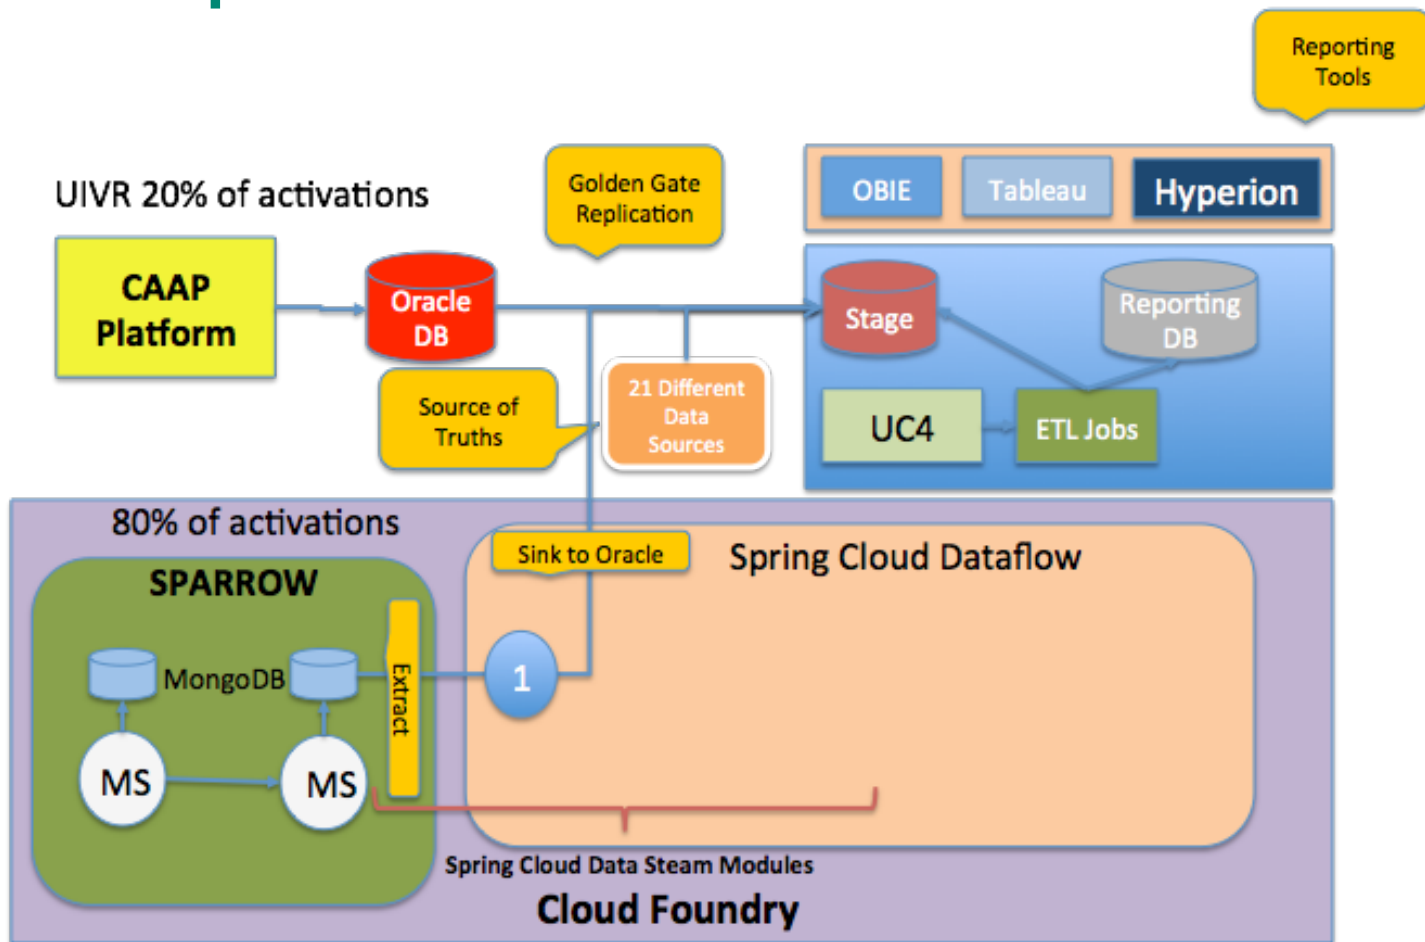 Reporting
Tools
Golden Gate
Replication
OBIE
Tableau
Hyperion
UIVR 20% of activations
CAAP
Platform
Oracle
DB
Stage
Reporting
DB
Source of
Truths
21 Different
Data
Sources
UC4
ETL Jobs
80% of activations
SPARROW
Sink to Oracle
Spring Cloud Dataflow
MongoDB
Extract
1
MS
MS
Spring Cloud Data Steam Modules
Cloud Foundry